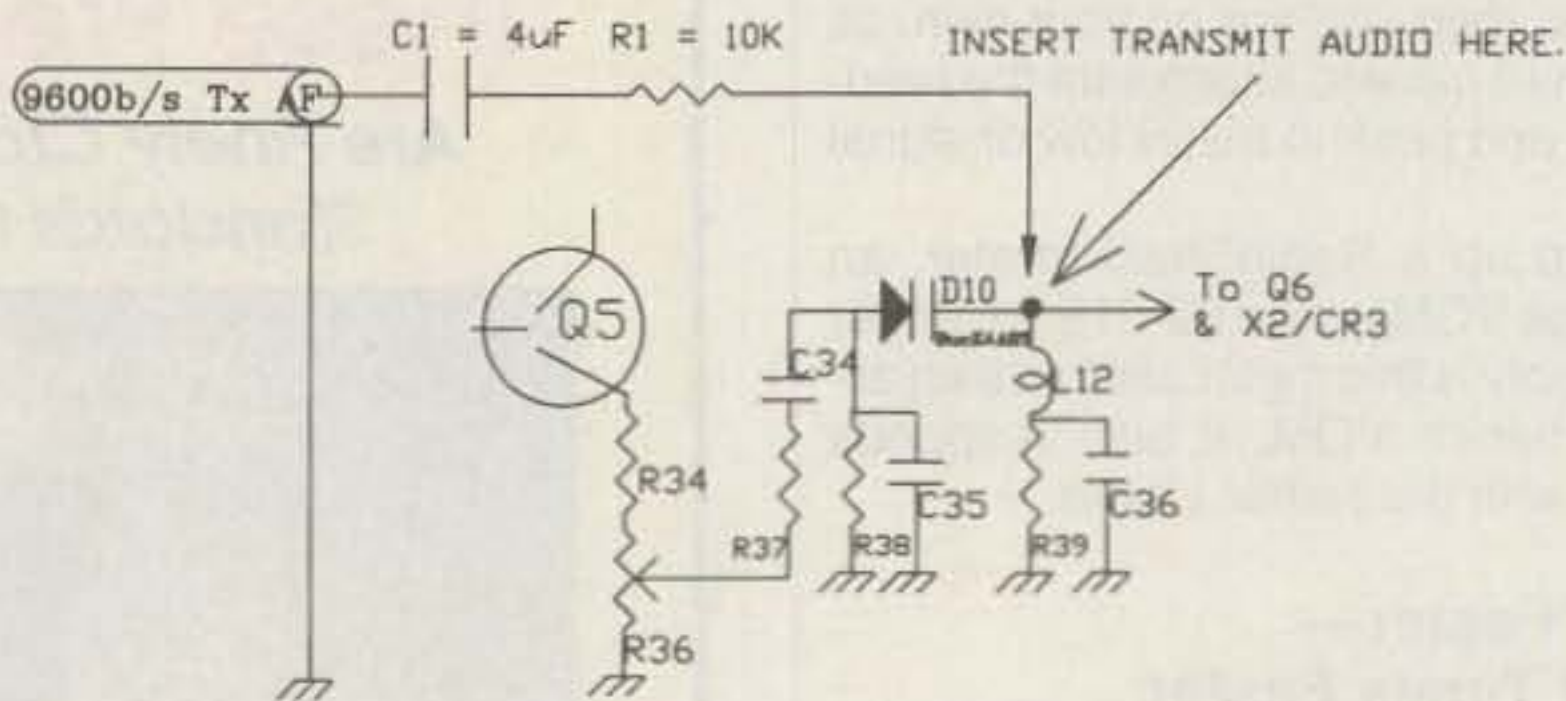 C1 = 4uF R1 = 10K
INSERT TRANSMIT AUDIO HERE.
9600b/s Tx AF
Q5
D10
To Q6
& X2/CR3
C34
L12
R34
C35
C36
R37
R38
R39
R36